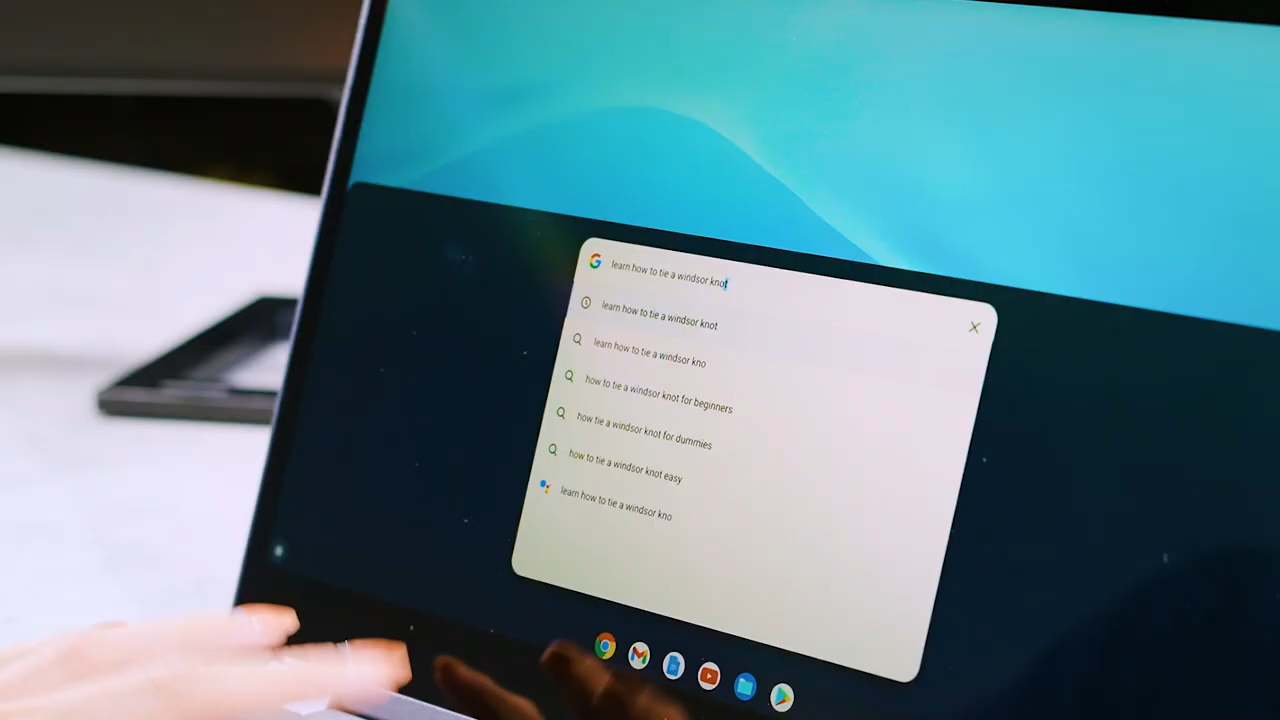 learn how to tie a windsor knot
learn how to tie a windsor knot
learn how to tie a windsor kno
how to tie a windsor knot for beginners
how tie a windsor knot for dummies
how to tie a windsor knot easy
learn how to tie a windsor kno